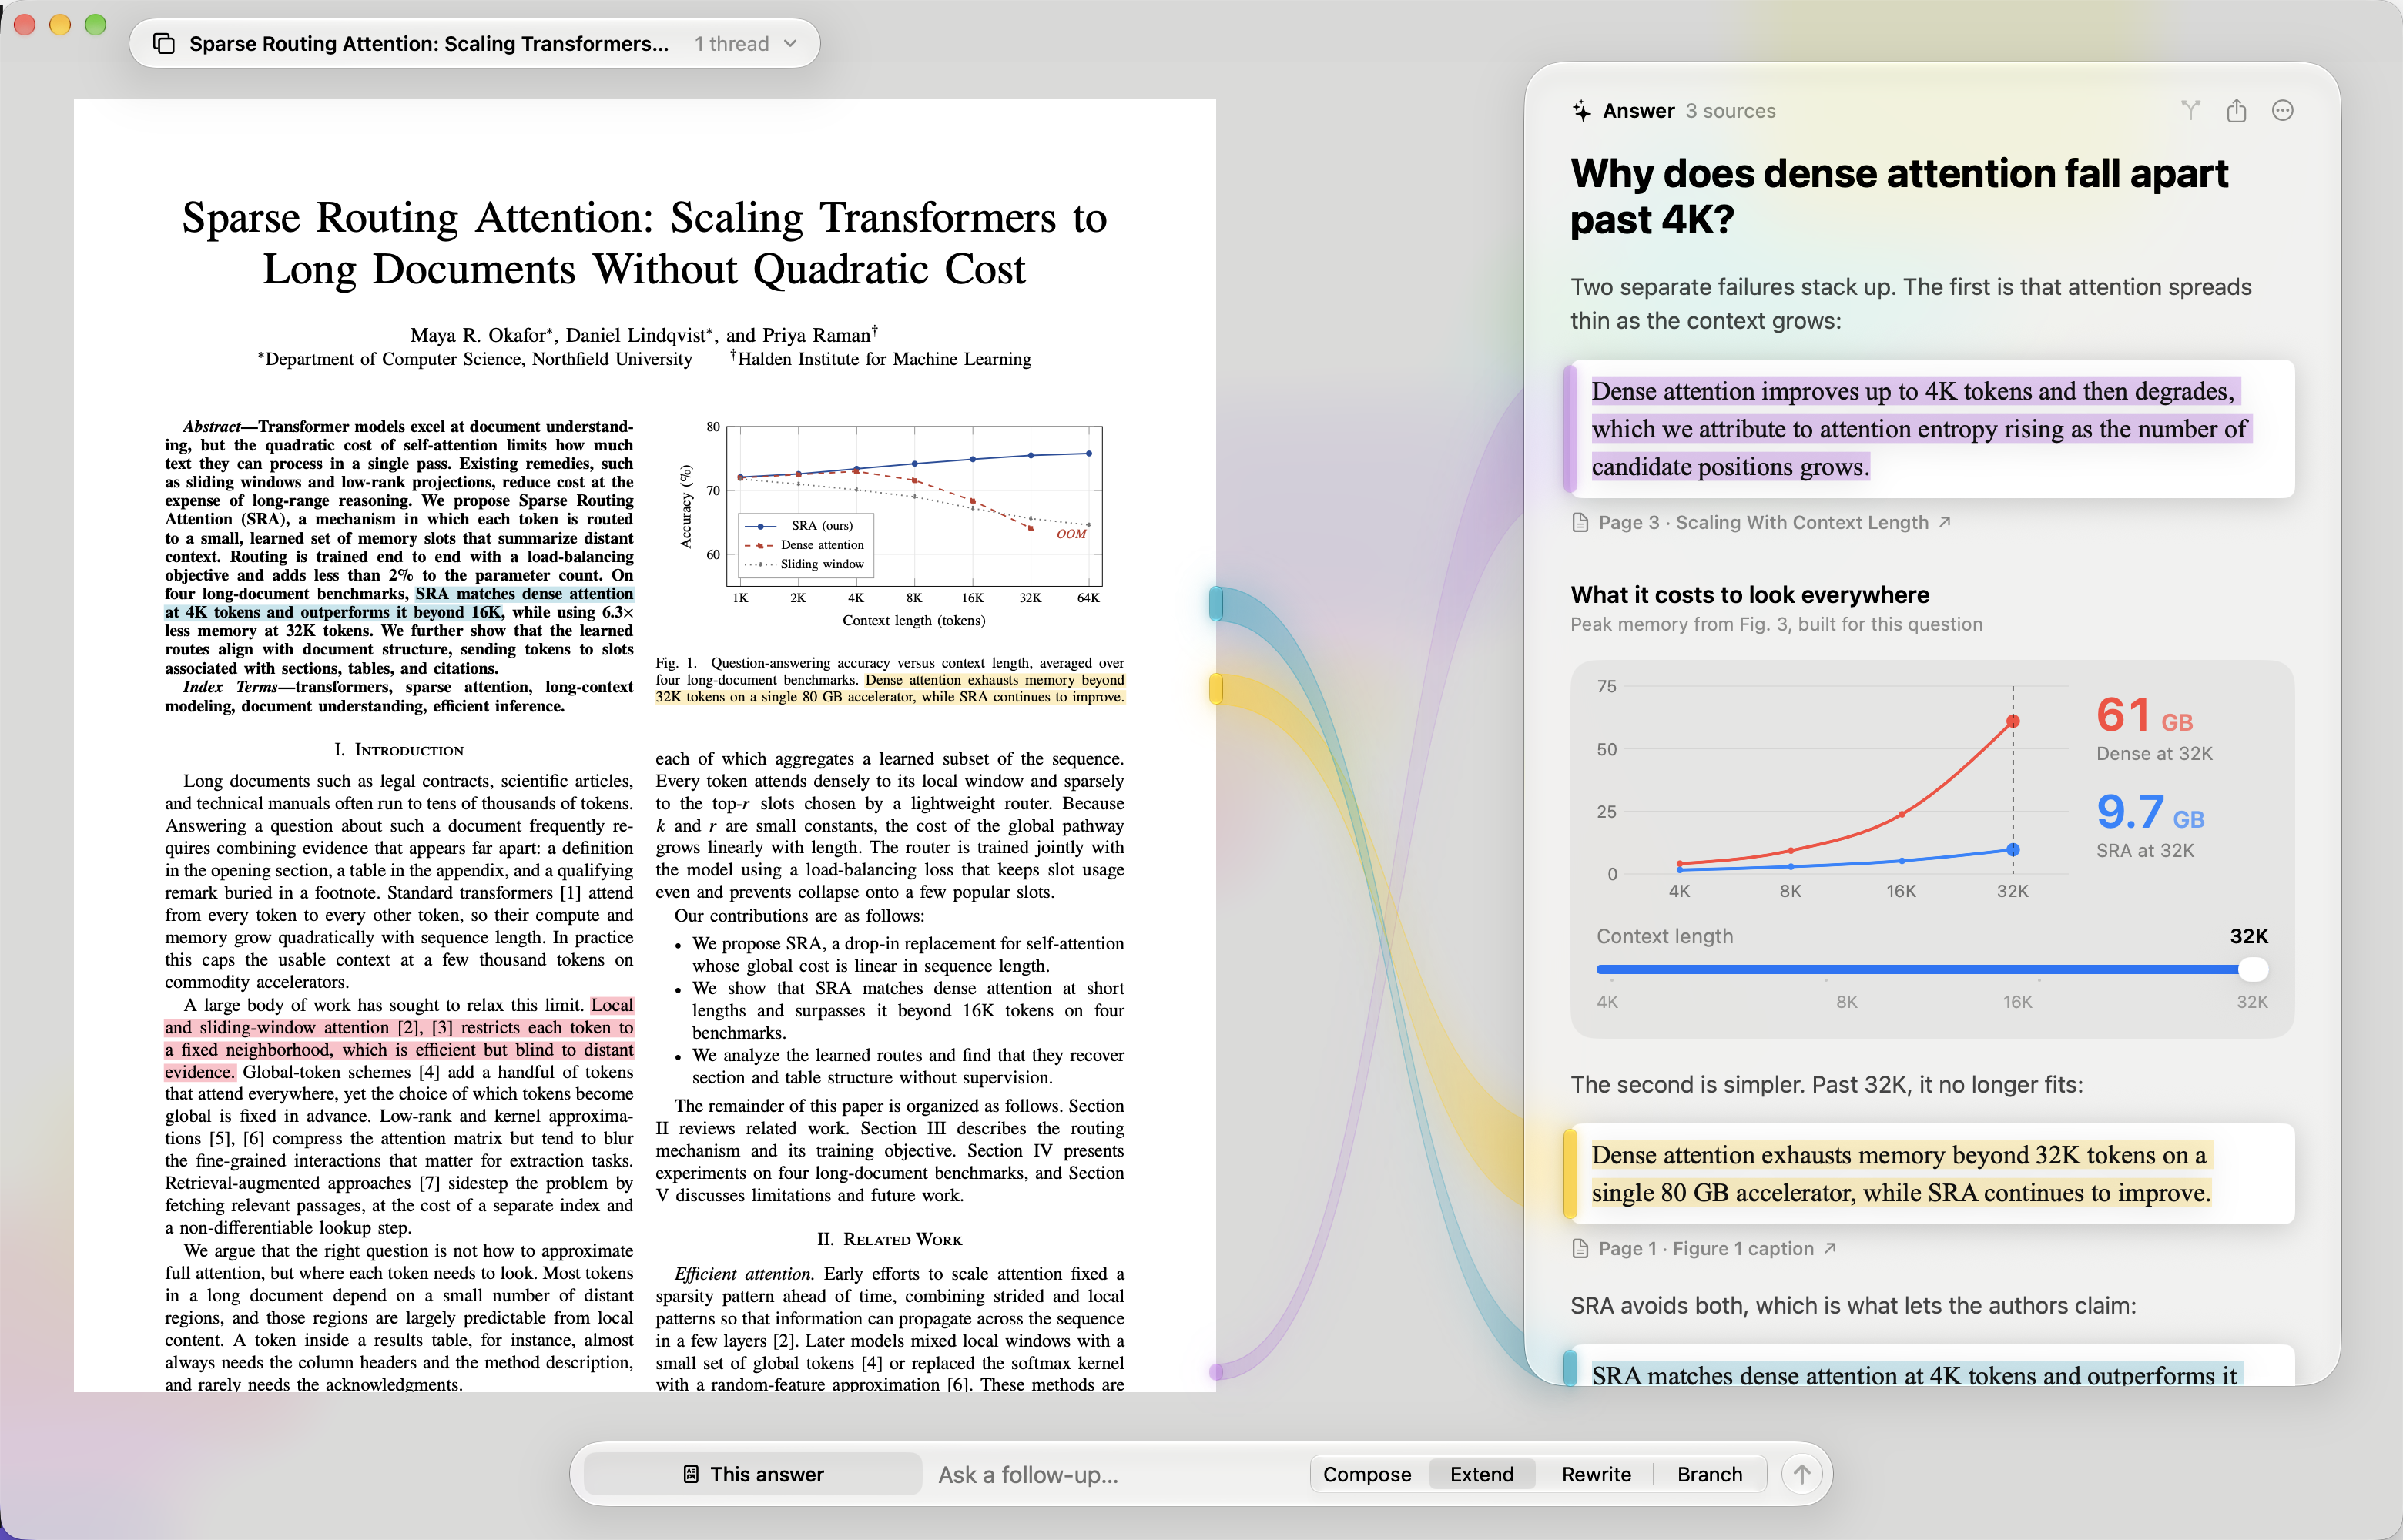 Sparse Routing Attention: Scaling Transformers... 1 thread
Sparse Routing Attention: Scaling Transformers to
Long Documents Without Quadratic Cost
Maya R. Okafor*, Daniel Lindqvist*, and Priya Raman†
*Department of Computer Science, Northfield University †Halden Institute for Machine Learning
Abstract—Transformer models excel at document understand-
ing, but the quadratic cost of self-attention limits how much
text they can process in a single pass. Existing remedies, such
as sliding windows and low-rank projections, reduce cost at the
expense of long-range reasoning. We propose Sparse Routing
Attention (SRA), a mechanism in which each token is routed
to a small, learned set of memory slots that summarize distant
context. Routing is trained end to end with a load-balancing
objective and adds less than 2% to the parameter count. On
four long-document benchmarks, SRA matches dense attention
at 4K tokens and outperforms it beyond 16K, while using 6.3×
less memory at 32K tokens. We further show that the learned
routes align with document structure, sending tokens to slots
associated with sections, tables, and citations.
Index Terms—transformers, sparse attention, long-context
modeling, document understanding, efficient inference.
I. Introduction
Long documents such as legal contracts, scientific articles,
and technical manuals often run to tens of thousands of tokens.
Answering a question about such a document frequently re-
quires combining evidence that appears far apart: a definition
in the opening section, a table in the appendix, and a qualifying
remark buried in a footnote. Standard transformers [1] attend
from every token to every other token, so their compute and
memory grow quadratically with sequence length. In practice
this caps the usable context at a few thousand tokens on
commodity accelerators.
A large body of work has sought to relax this limit. Local
and sliding-window attention [2], [3] restricts each token to
a fixed neighborhood, which is efficient but blind to distant
evidence. Global-token schemes [4] add a handful of tokens
that attend everywhere, yet the choice of which tokens become
global is fixed in advance. Low-rank and kernel approxima-
tions [5], [6] compress the attention matrix but tend to blur
the fine-grained interactions that matter for extraction tasks.
Retrieval-augmented approaches [7] sidestep the problem by
fetching relevant passages, at the cost of a separate index and
a non-differentiable lookup step.
We argue that the right question is not how to approximate
full attention, but where each token needs to look. Most tokens
in a long document depend on a small number of distant
regions, and those regions are largely predictable from local
content. A token inside a results table, for instance, almost
always needs the column headers and the method description,
and rarely needs the acknowledgments.
80
70
60
Accuracy (%)
SRA (ours)
Dense attention
Sliding window
OOM
1K 2K 4K 8K 16K 32K 64K
Context length (tokens)
Fig. 1. Question-answering accuracy versus context length, averaged over
four long-document benchmarks. Dense attention exhausts memory beyond
32K tokens on a single 80 GB accelerator, while SRA continues to improve.
each of which aggregates a learned subset of the sequence.
Every token attends densely to its local window and sparsely
to the top-r slots chosen by a lightweight router. Because
k and r are small constants, the cost of the global pathway
grows linearly with length. The router is trained jointly with
the model using a load-balancing loss that keeps slot usage
even and prevents collapse onto a few popular slots.
Our contributions are as follows:
• We propose SRA, a drop-in replacement for self-attention
whose global cost is linear in sequence length.
• We show that SRA matches dense attention at short
lengths and surpasses it beyond 16K tokens on four
benchmarks.
• We analyze the learned routes and find that they recover
section and table structure without supervision.
The remainder of this paper is organized as follows. Section
II reviews related work. Section III describes the routing
mechanism and its training objective. Section IV presents
experiments on four long-document benchmarks, and Section
V discusses limitations and future work.
II. Related Work
Efficient attention. Early efforts to scale attention fixed a
sparsity pattern ahead of time, combining strided and local
patterns so that information can propagate across the sequence
in a few layers [2]. Later models mixed local windows with a
small set of global tokens [4] or replaced the softmax kernel
with a random-feature approximation [6]. These methods are
Answer 3 sources
Why does dense attention fall apart
past 4K?
Two separate failures stack up. The first is that attention spreads
thin as the context grows:
Dense attention improves up to 4K tokens and then degrades,
which we attribute to attention entropy rising as the number of
candidate positions grows.
Page 3 · Scaling With Context Length ↗
What it costs to look everywhere
Peak memory from Fig. 3, built for this question
75
50
25
0
4K 8K 16K 32K
61 GB
Dense at 32K
9.7 GB
SRA at 32K
Context length 32K
4K 8K 16K 32K
The second is simpler. Past 32K, it no longer fits:
Dense attention exhausts memory beyond 32K tokens on a
single 80 GB accelerator, while SRA continues to improve.
Page 1 · Figure 1 caption ↗
SRA avoids both, which is what lets the authors claim:
SRA matches dense attention at 4K tokens and outperforms it
This answer Ask a follow-up... Compose Extend Rewrite Branch